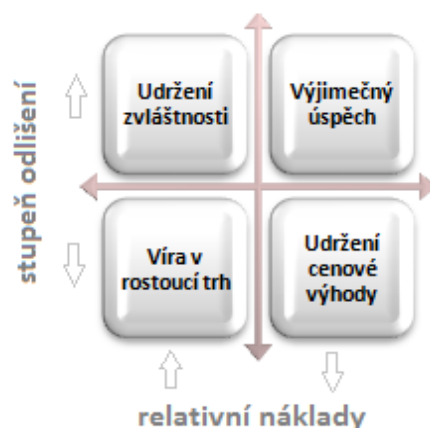 stupeň odlišení
Udržení
zvláštnosti
Výjimečný
úspěch
Víra v
rostoucí trh
Udržení
cenové
výhody
relativní náklady